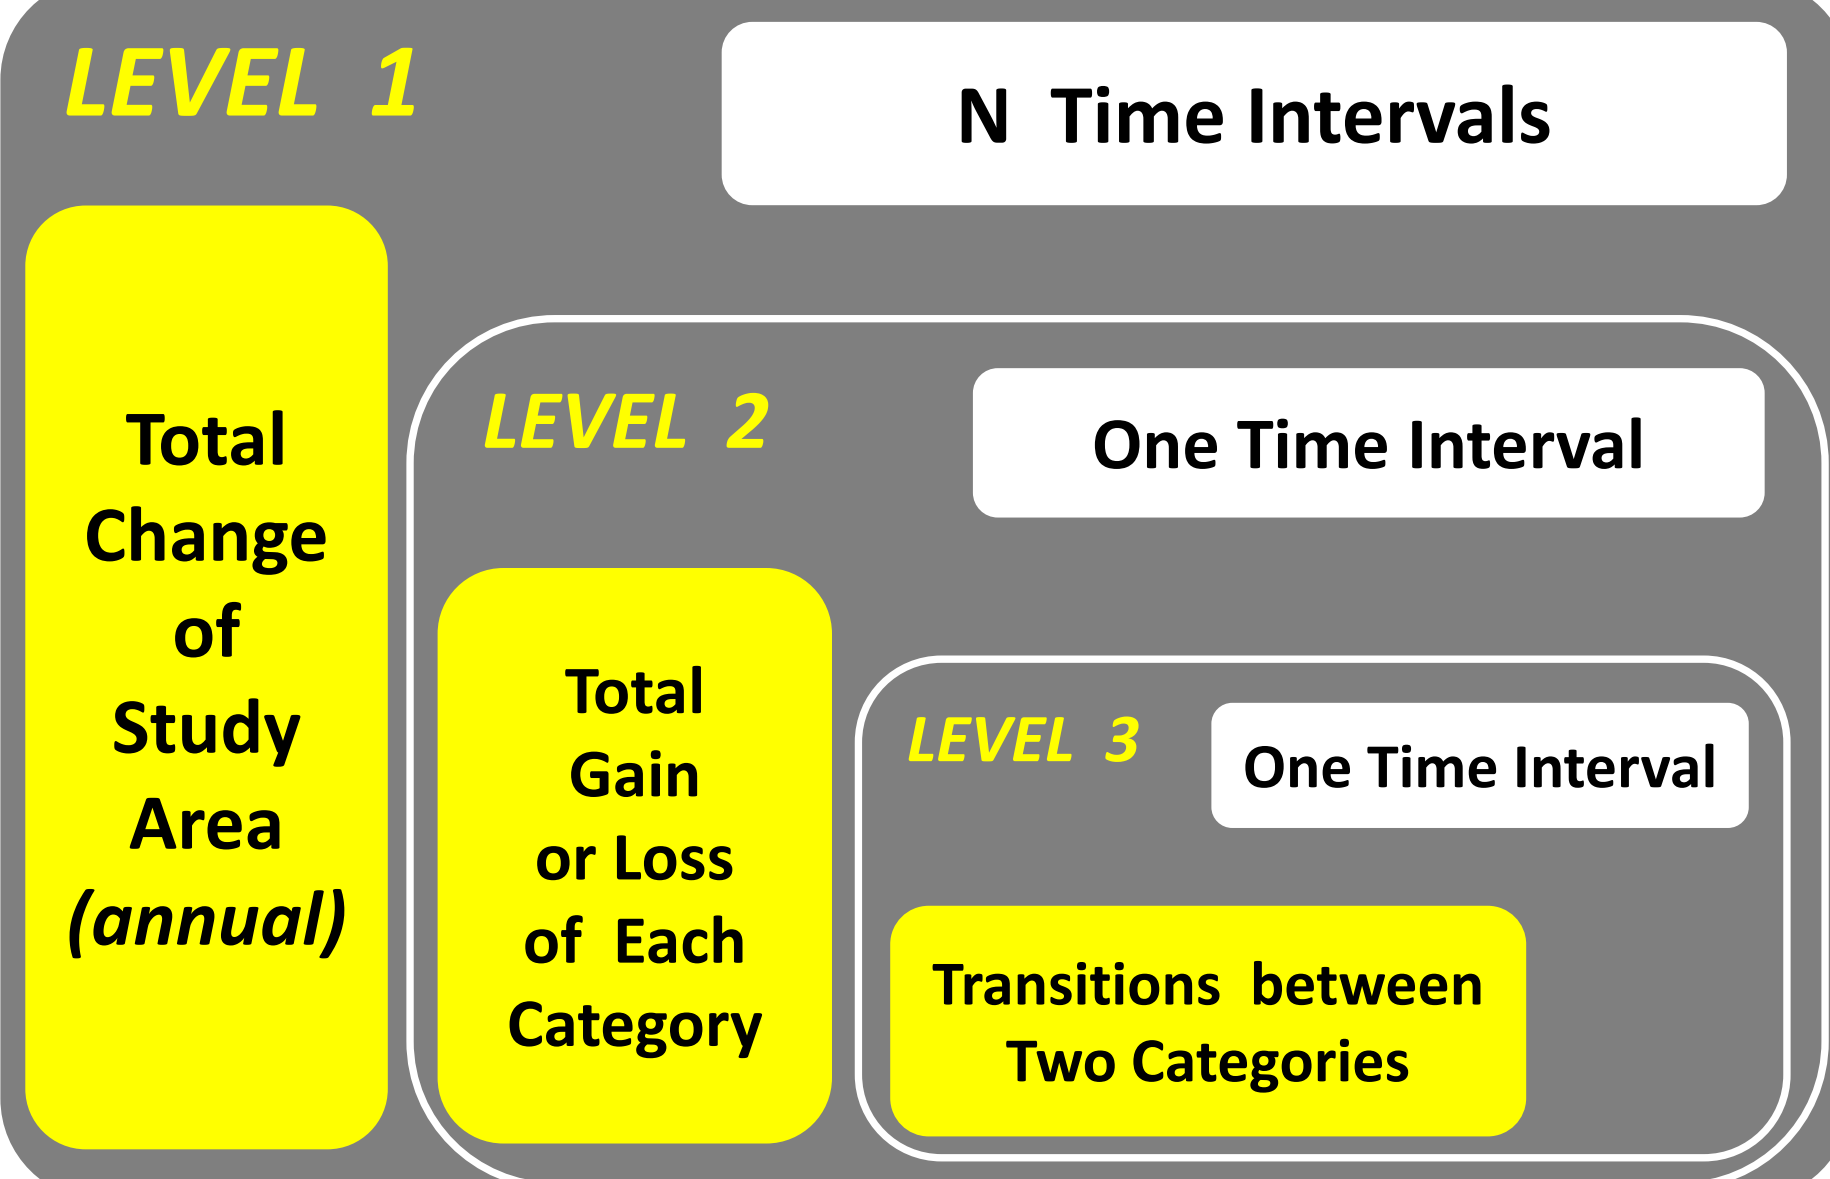 LEVEL 1
N Time Intervals
Total
Change
of
Study
Area
(annual)
LEVEL 2
One Time Interval
Total
Gain
or Loss
of Each
Category
LEVEL 3
One Time Interval
Transitions between
Two Categories